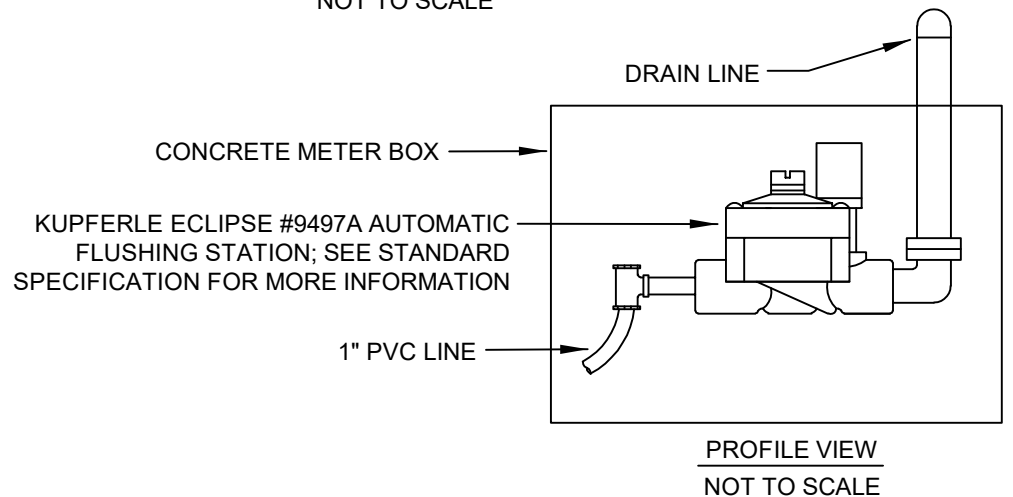 NOT TO SCALE
DRAIN LINE
CONCRETE METER BOX
KUPFERLE ECLIPSE #9497A AUTOMATIC
FLUSHING STATION; SEE STANDARD
SPECIFICATION FOR MORE INFORMATION
1" PVC LINE
PROFILE VIEW
NOT TO SCALE